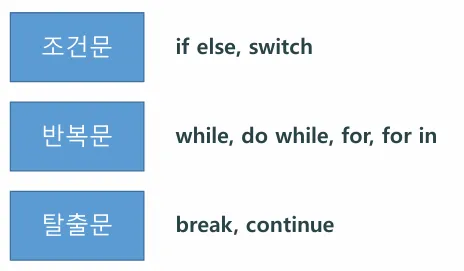 조건문 if else, switch
반복문 while, do while, for, for in
탈출문 break, continue